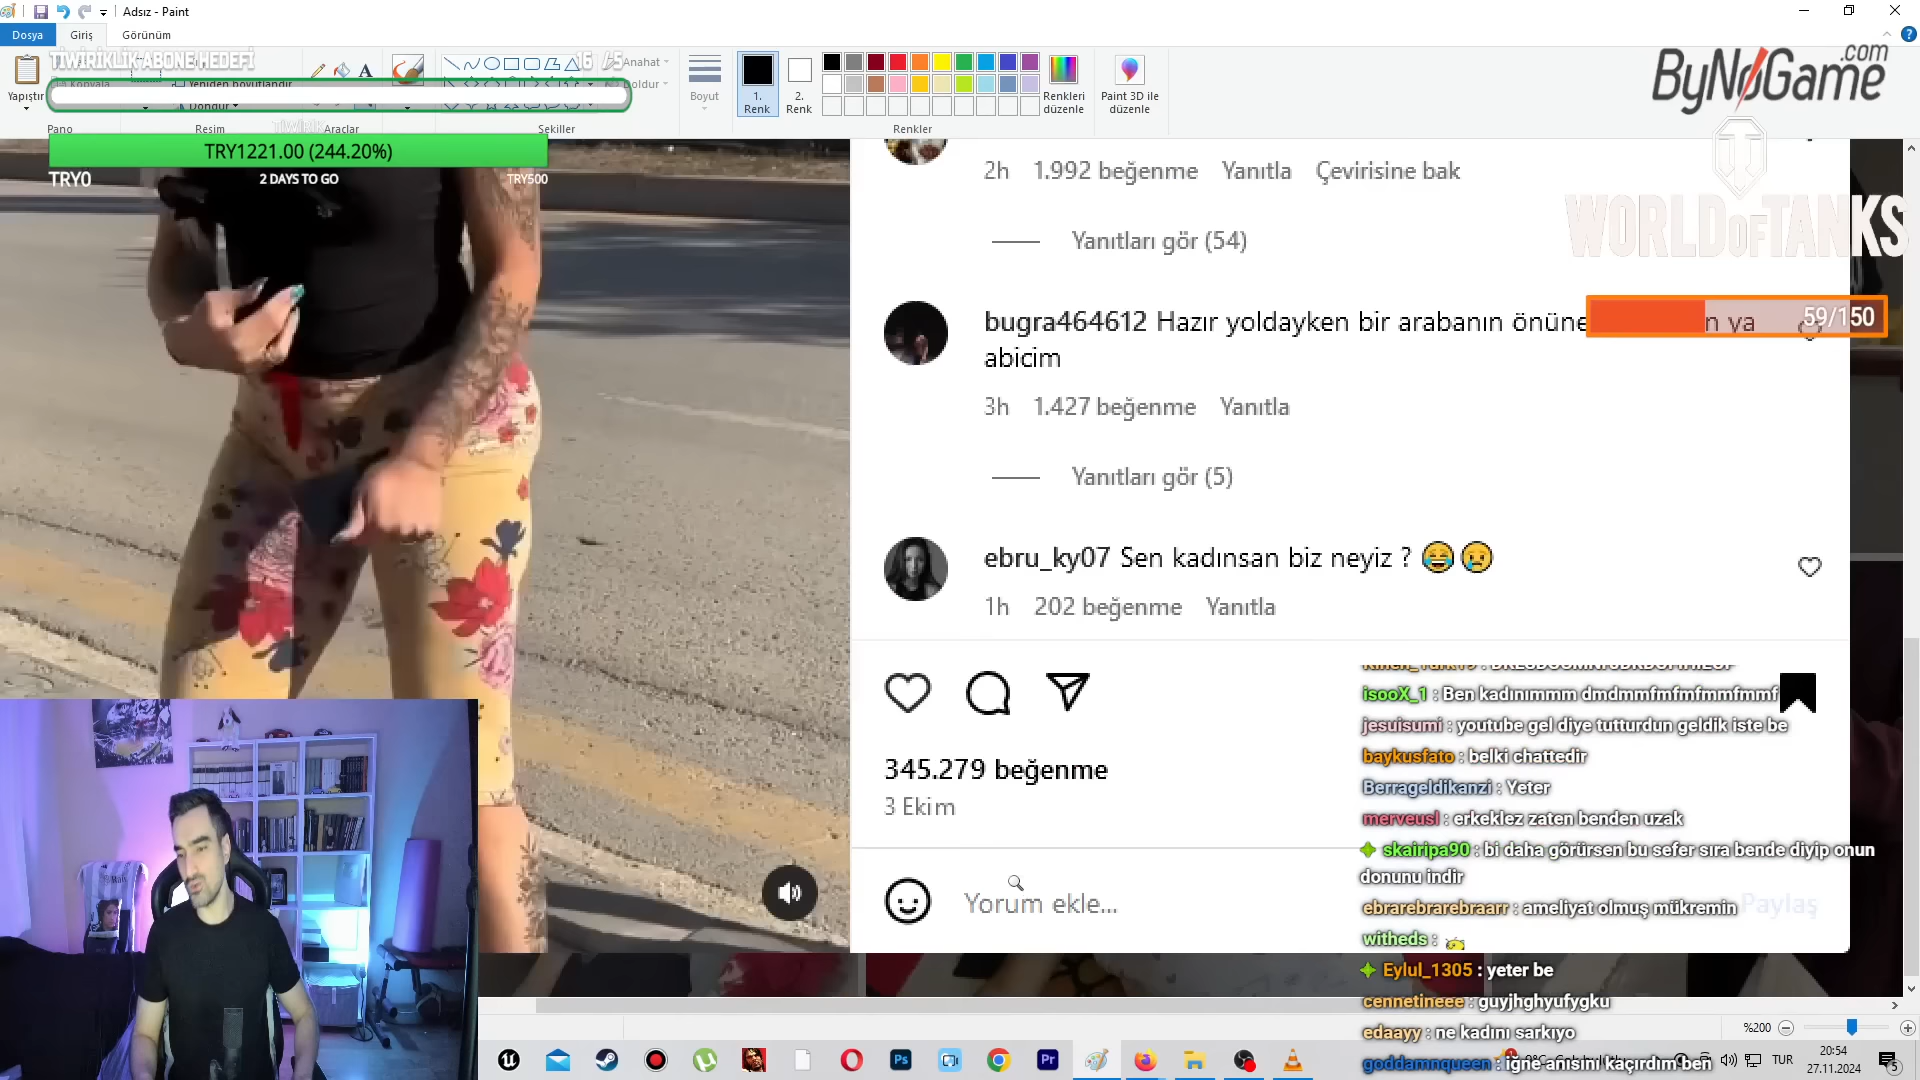 Adsız - Paint
Dosya
Giriş
Görünüm
TİWİRİKLİK ABONE HEDEFİ
Anahat
Yapıştır
Yeniden boyutlandır
Döndür
Boyut
1.
Renk
2.
Renk
Renkleri
düzenle
Paint 3D ile
düzenle
Pano
Resim
Araçlar
Şekiller
Renkler
ByNoGame
.com
TRY1221.00 (244.20%)
TRY0
2 DAYS TO GO
TRY500
WORLD OF TANKS
2h 1.992 beğenme Yanıtla Çevirisine bak
Yanıtları gör (54)
bugra464612 Hazır yoldayken bir arabanın önüne
59/150
abicim
3h 1.427 beğenme Yanıtla
Yanıtları gör (5)
ebru_ky07 Sen kadınsan biz neyiz ? 😂😢
1h 202 beğenme Yanıtla
345.279 beğenme
3 Ekim
Yorum ekle...
Paylaş
isooX_1 : Ben kadınımmm dmdmmfmfmfmmfmmf
jesuisumi : youtube gel diye tutturdun geldik iste be
baykusfato : belki chattedir
Berrageldikanzi : Yeter
merveusl : erkeklez zaten benden uzak
skairipa90 : bi daha görürsen bu sefer sıra bende diyip onun
donunu indir
ebrarebrarebraarr : ameliyat olmuş mükremin
witheds :
Eylul_1305 : yeter be
cennetineee : guyjhghyufygku
edaayy : ne kadını sarkıyo
goddamnqueen : iğne anisini kaçırdım ben
%200
TUR
20:54
27.11.2024